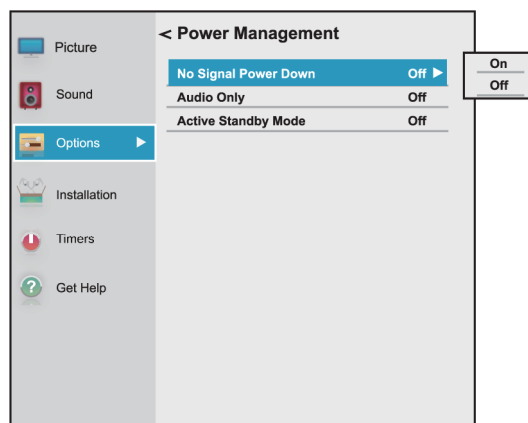 Picture
Sound
Options
Installation
Timers
Get Help
< Power Management
No Signal Power Down Off
Audio Only Off
Active Standby Mode Off
On
Off